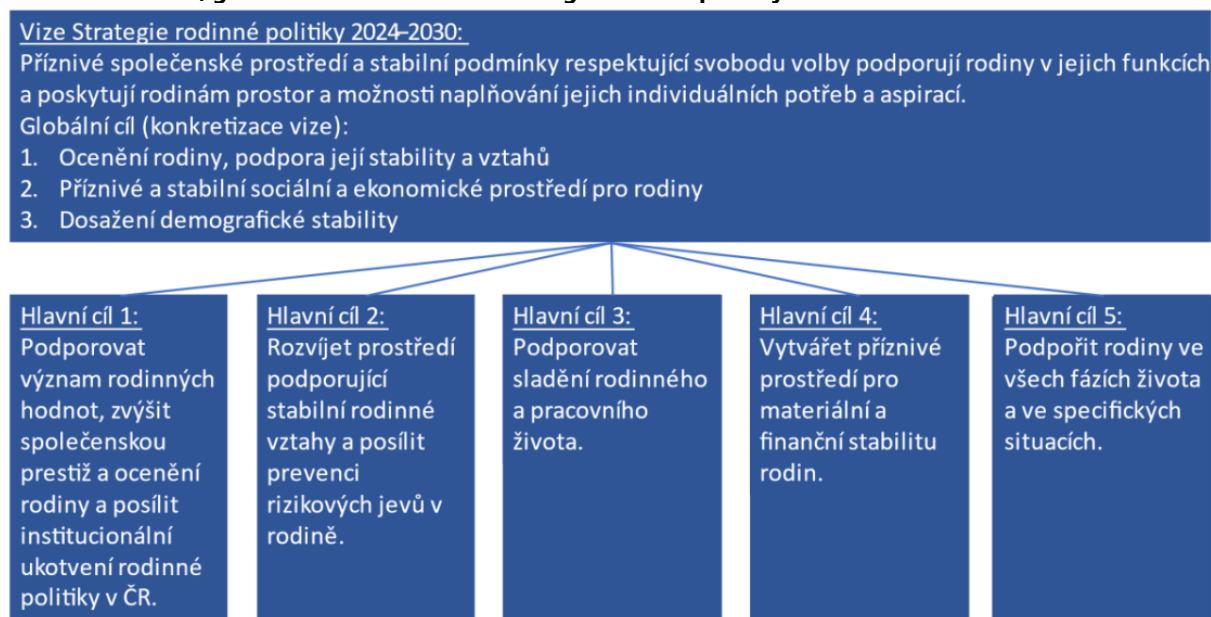 Vize Strategie rodinné politiky 2024–2030:
Příznivé společenské prostředí a stabilní podmínky respektující svobodu volby podporují rodiny v jejich funkcích
a poskytují rodinám prostor a možnosti naplňování jejich individuálních potřeb a aspirací.
Globální cíl (konkretizace vize):
1. Ocenění rodiny, podpora její stability a vztahů
2. Příznivé a stabilní sociální a ekonomické prostředí pro rodiny
3. Dosažení demografické stability
Hlavní cíl 1:
Podporovat
význam rodinných
hodnot, zvýšit
společenskou
prestiž a ocenění
rodiny a posílit
institucionální
ukotvení rodinné
politiky v ČR.
Hlavní cíl 2:
Rozvíjet prostředí
podporující
stabilní rodinné
vztahy a posílit
prevenci
rizikových jevů v
rodině.
Hlavní cíl 3:
Podporovat
sladění rodinného
a pracovního
života.
Hlavní cíl 4:
Vytvářet příznivé
prostředí pro
materiální a
finanční stabilitu
rodin.
Hlavní cíl 5:
Podpořit rodiny ve
všech fázích života
a ve specifických
situacích.